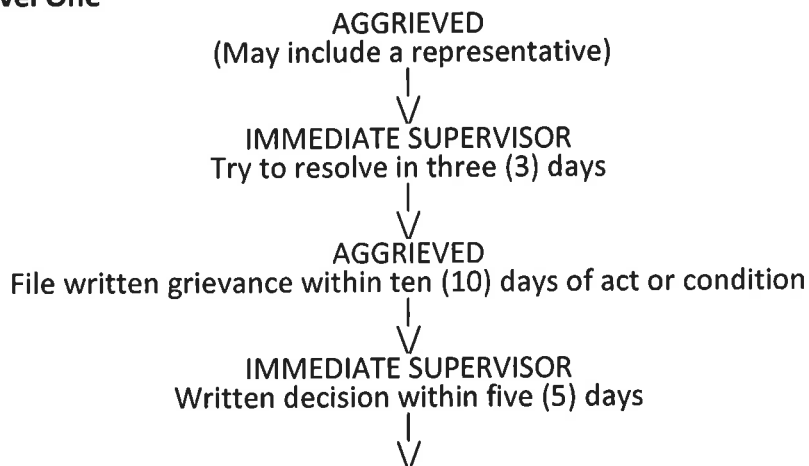 One
AGGRIEVED
(May include a representative)
IMMEDIATE SUPERVISOR
Try to resolve in three (3) days
AGGRIEVED
File written grievance within ten (10) days of act or condition
IMMEDIATE SUPERVISOR
Written decision within five (5) days